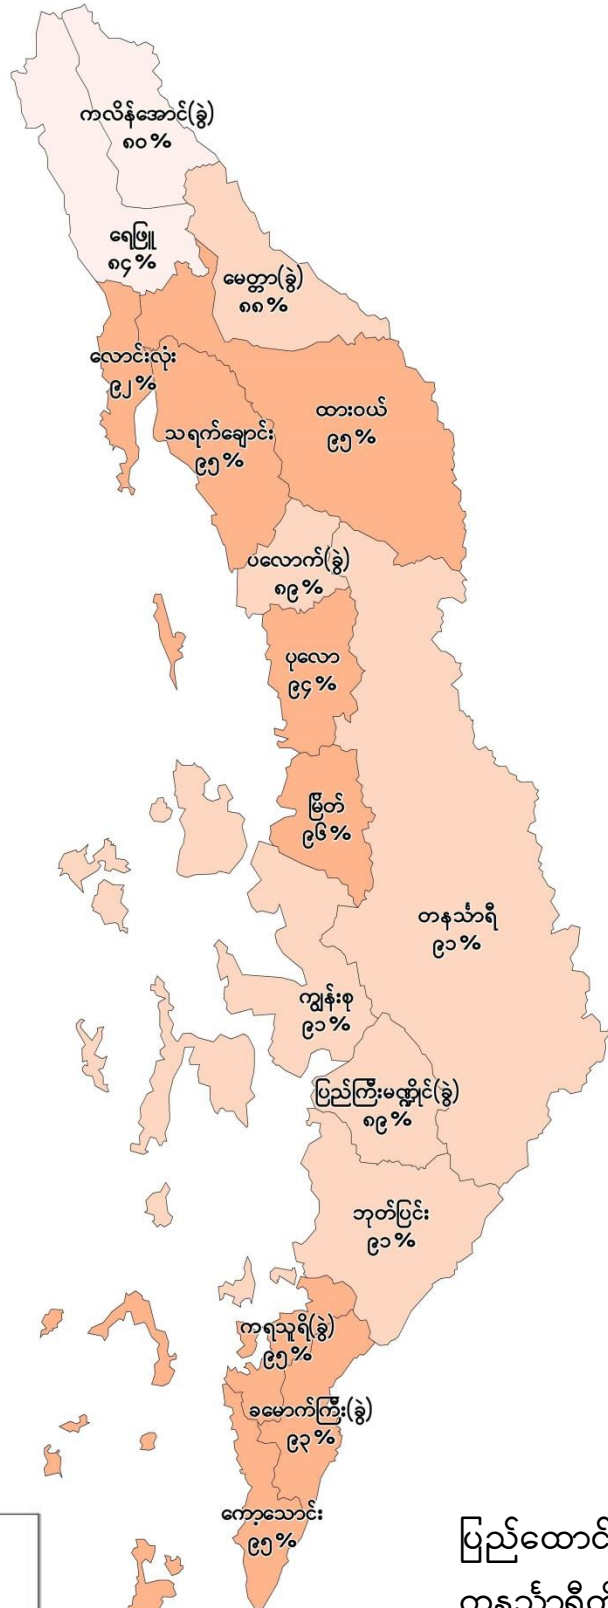 ကလိန်အောင်(ခွဲ)
၈၀%
ရေဖြူ
၈၄%
မေတ္တာ(ခွဲ)
၈၈%
လောင်းလုံး
၉၂%
ထားဝယ်
၉၅%
သရက်ချောင်း
၉၅%
ပလောက်(ခွဲ)
၈၉%
ပုလော
၉၄%
မြိတ်
၉၆%
တနင်္သာရီ
၉၁%
ကျွန်းစု
၉၁%
ပြည်ကြီးမဏ္ဍိုင်(ခွဲ)
၈၉%
ဘုတ်ပြင်း
၉၁%
ကရသူရိ(ခွဲ)
၉၅%
ခမောက်ကြီး(ခွဲ)
၉၃%
ကော့သောင်း
၉၅%
ပြည်ထောင်